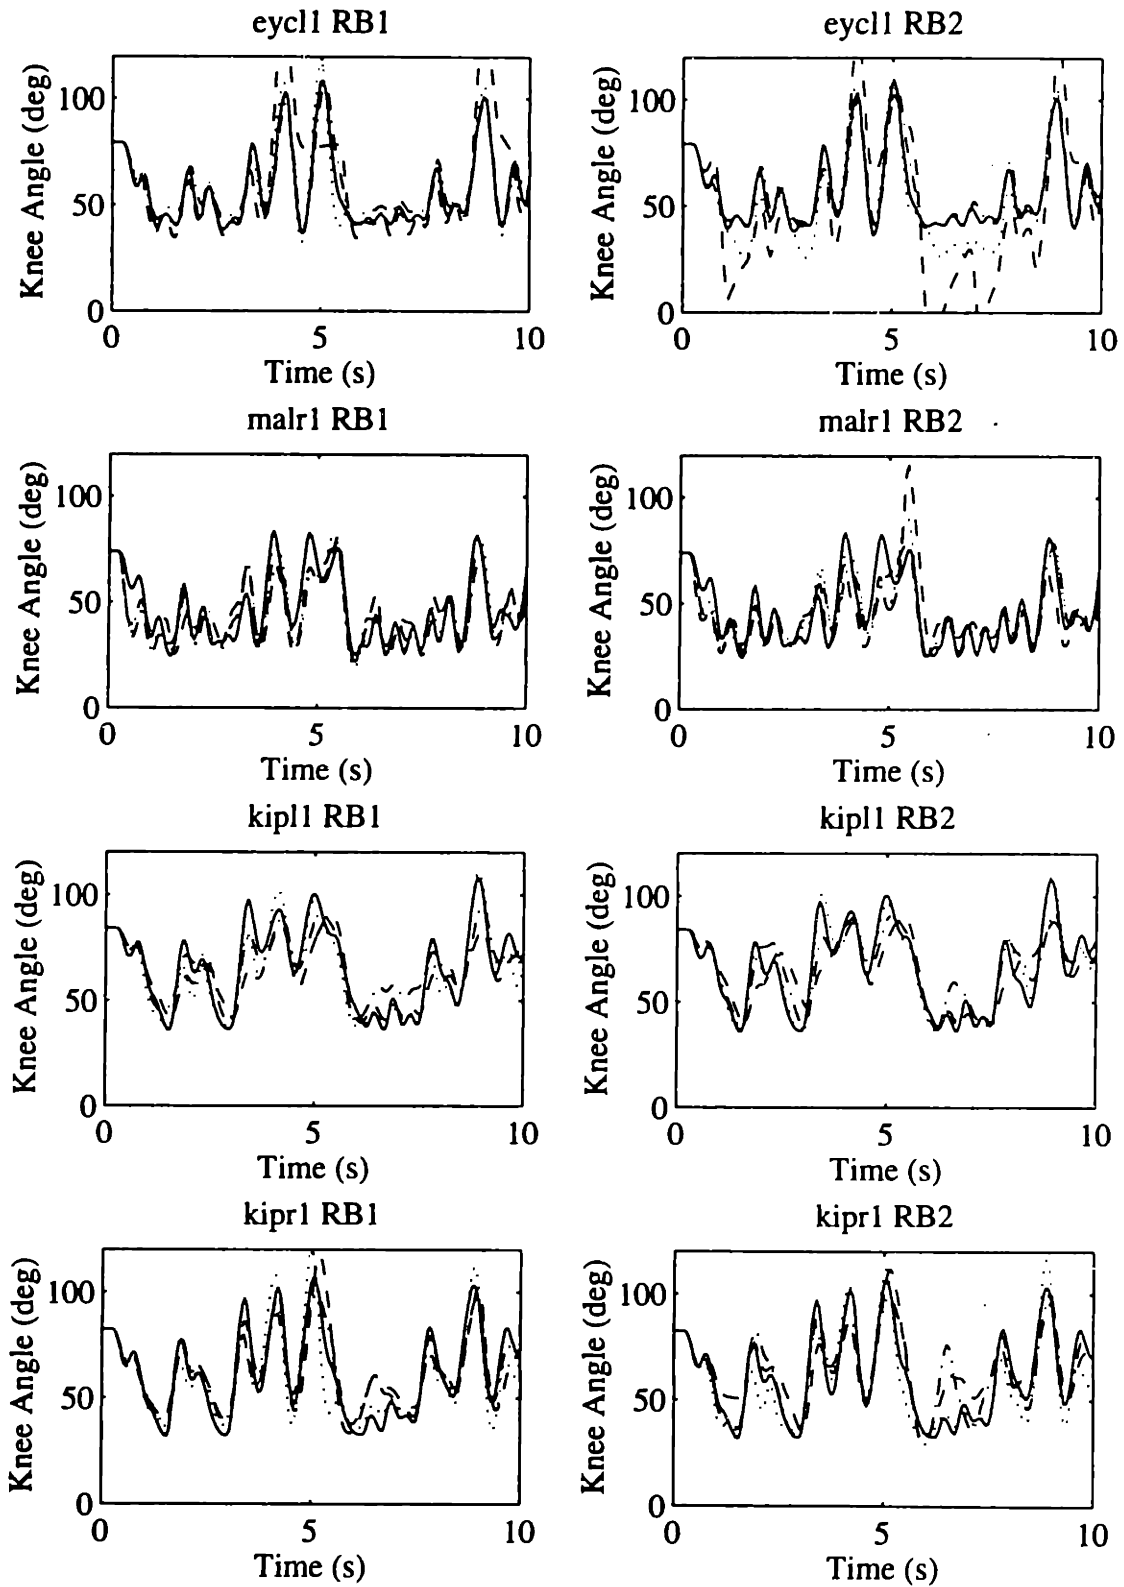 eycl1 RB1
Knee Angle (deg)
100
50
0
0 5 10
Time (s)
eycl1 RB2
Knee Angle (deg)
100
50
0
0 5 10
Time (s)
malr1 RB1
Knee Angle (deg)
100
50
0
0 5 10
Time (s)
malr1 RB2
Knee Angle (deg)
100
50
0
0 5 10
Time (s)
kipl1 RB1
Knee Angle (deg)
100
50
0
0 5 10
Time (s)
kipl1 RB2
Knee Angle (deg)
100
50
0
0 5 10
Time (s)
kipr1 RB1
Knee Angle (deg)
100
50
0
0 5 10
Time (s)
kipr1 RB2
Knee Angle (deg)
100
50
0
0 5 10
Time (s)